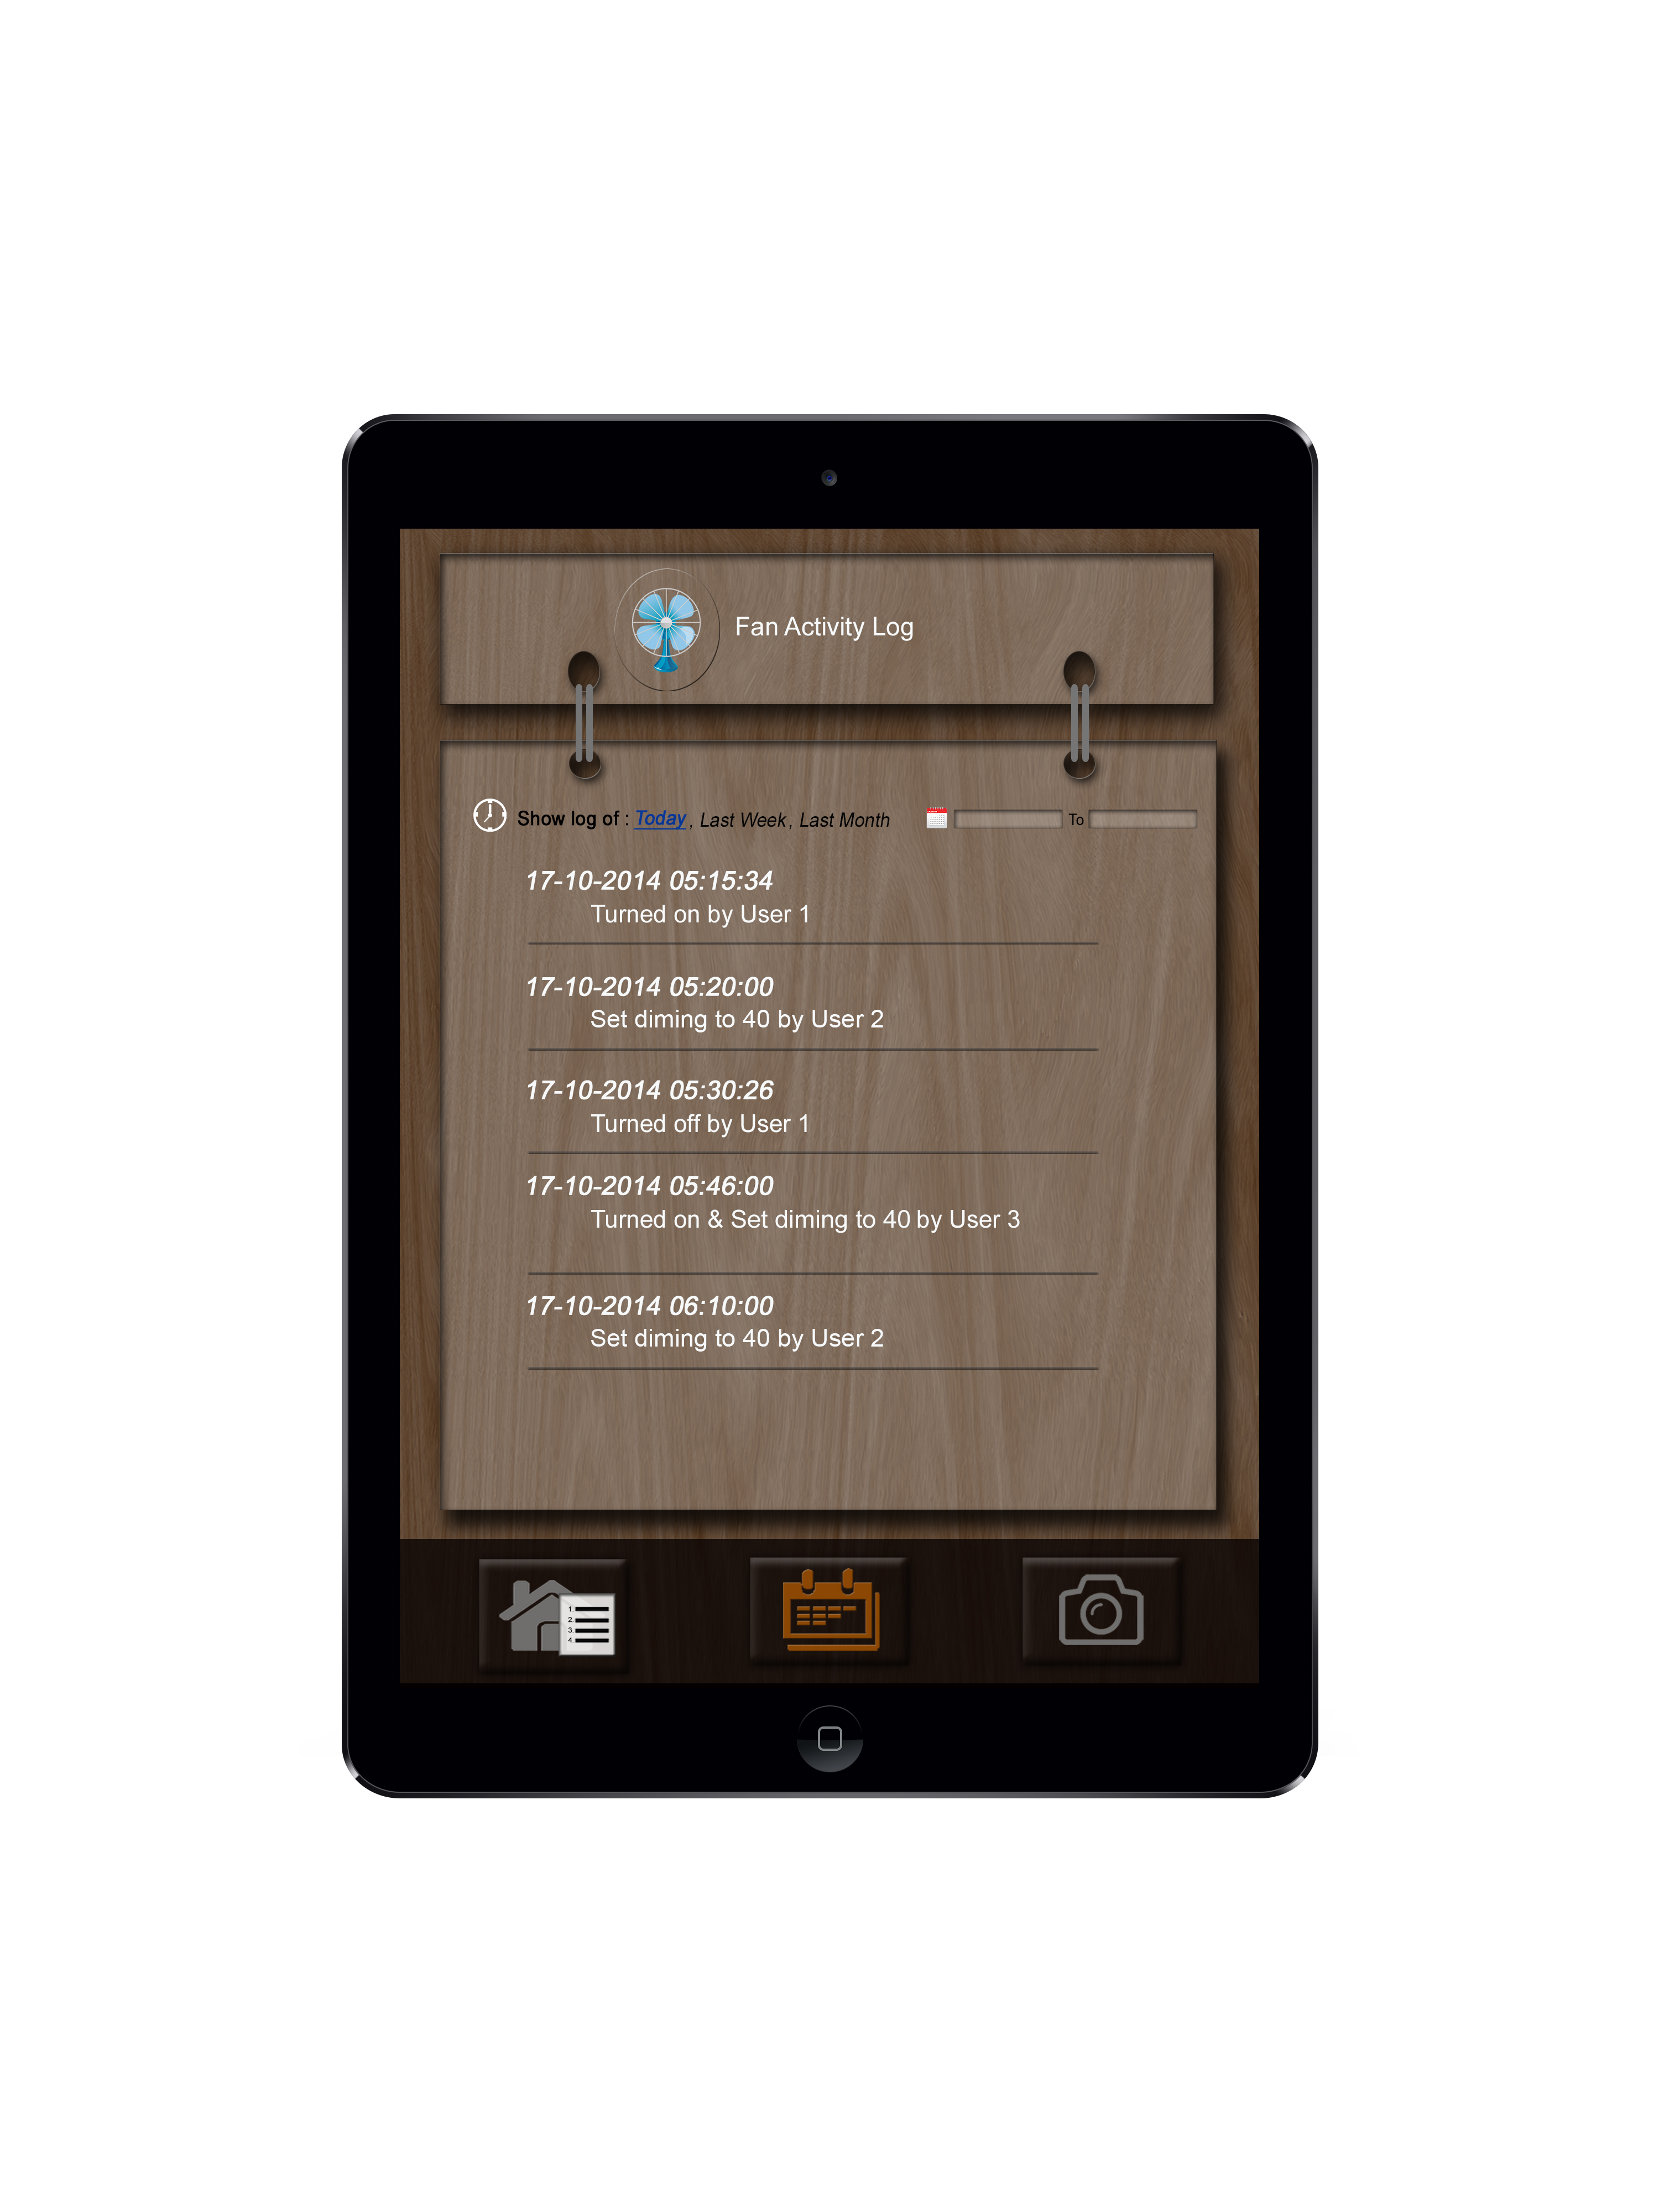 Fan Activity Log
Show log of : Today , Last Week , Last Month To
17-10-2014 05:15:34
Turned on by User 1
17-10-2014 05:20:00
Set diming to 40 by User 2
17-10-2014 05:30:26
Turned off by User 1
17-10-2014 05:46:00
Turned on & Set diming to 40 by User 3
17-10-2014 06:10:00
Set diming to 40 by User 2
1.
2.
3.
4.